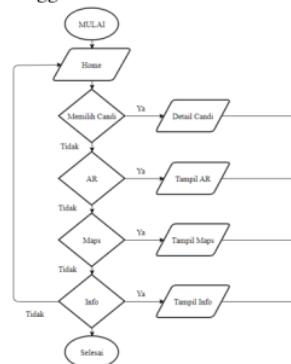 MULAI
Home
Memilih Candi
Ya
Detail Candi
Tidak
AR
Ya
Tampil AR
Tidak
Maps
Ya
Tampil Maps
Tidak
Info
Ya
Tampil Info
Tidak
Selesai